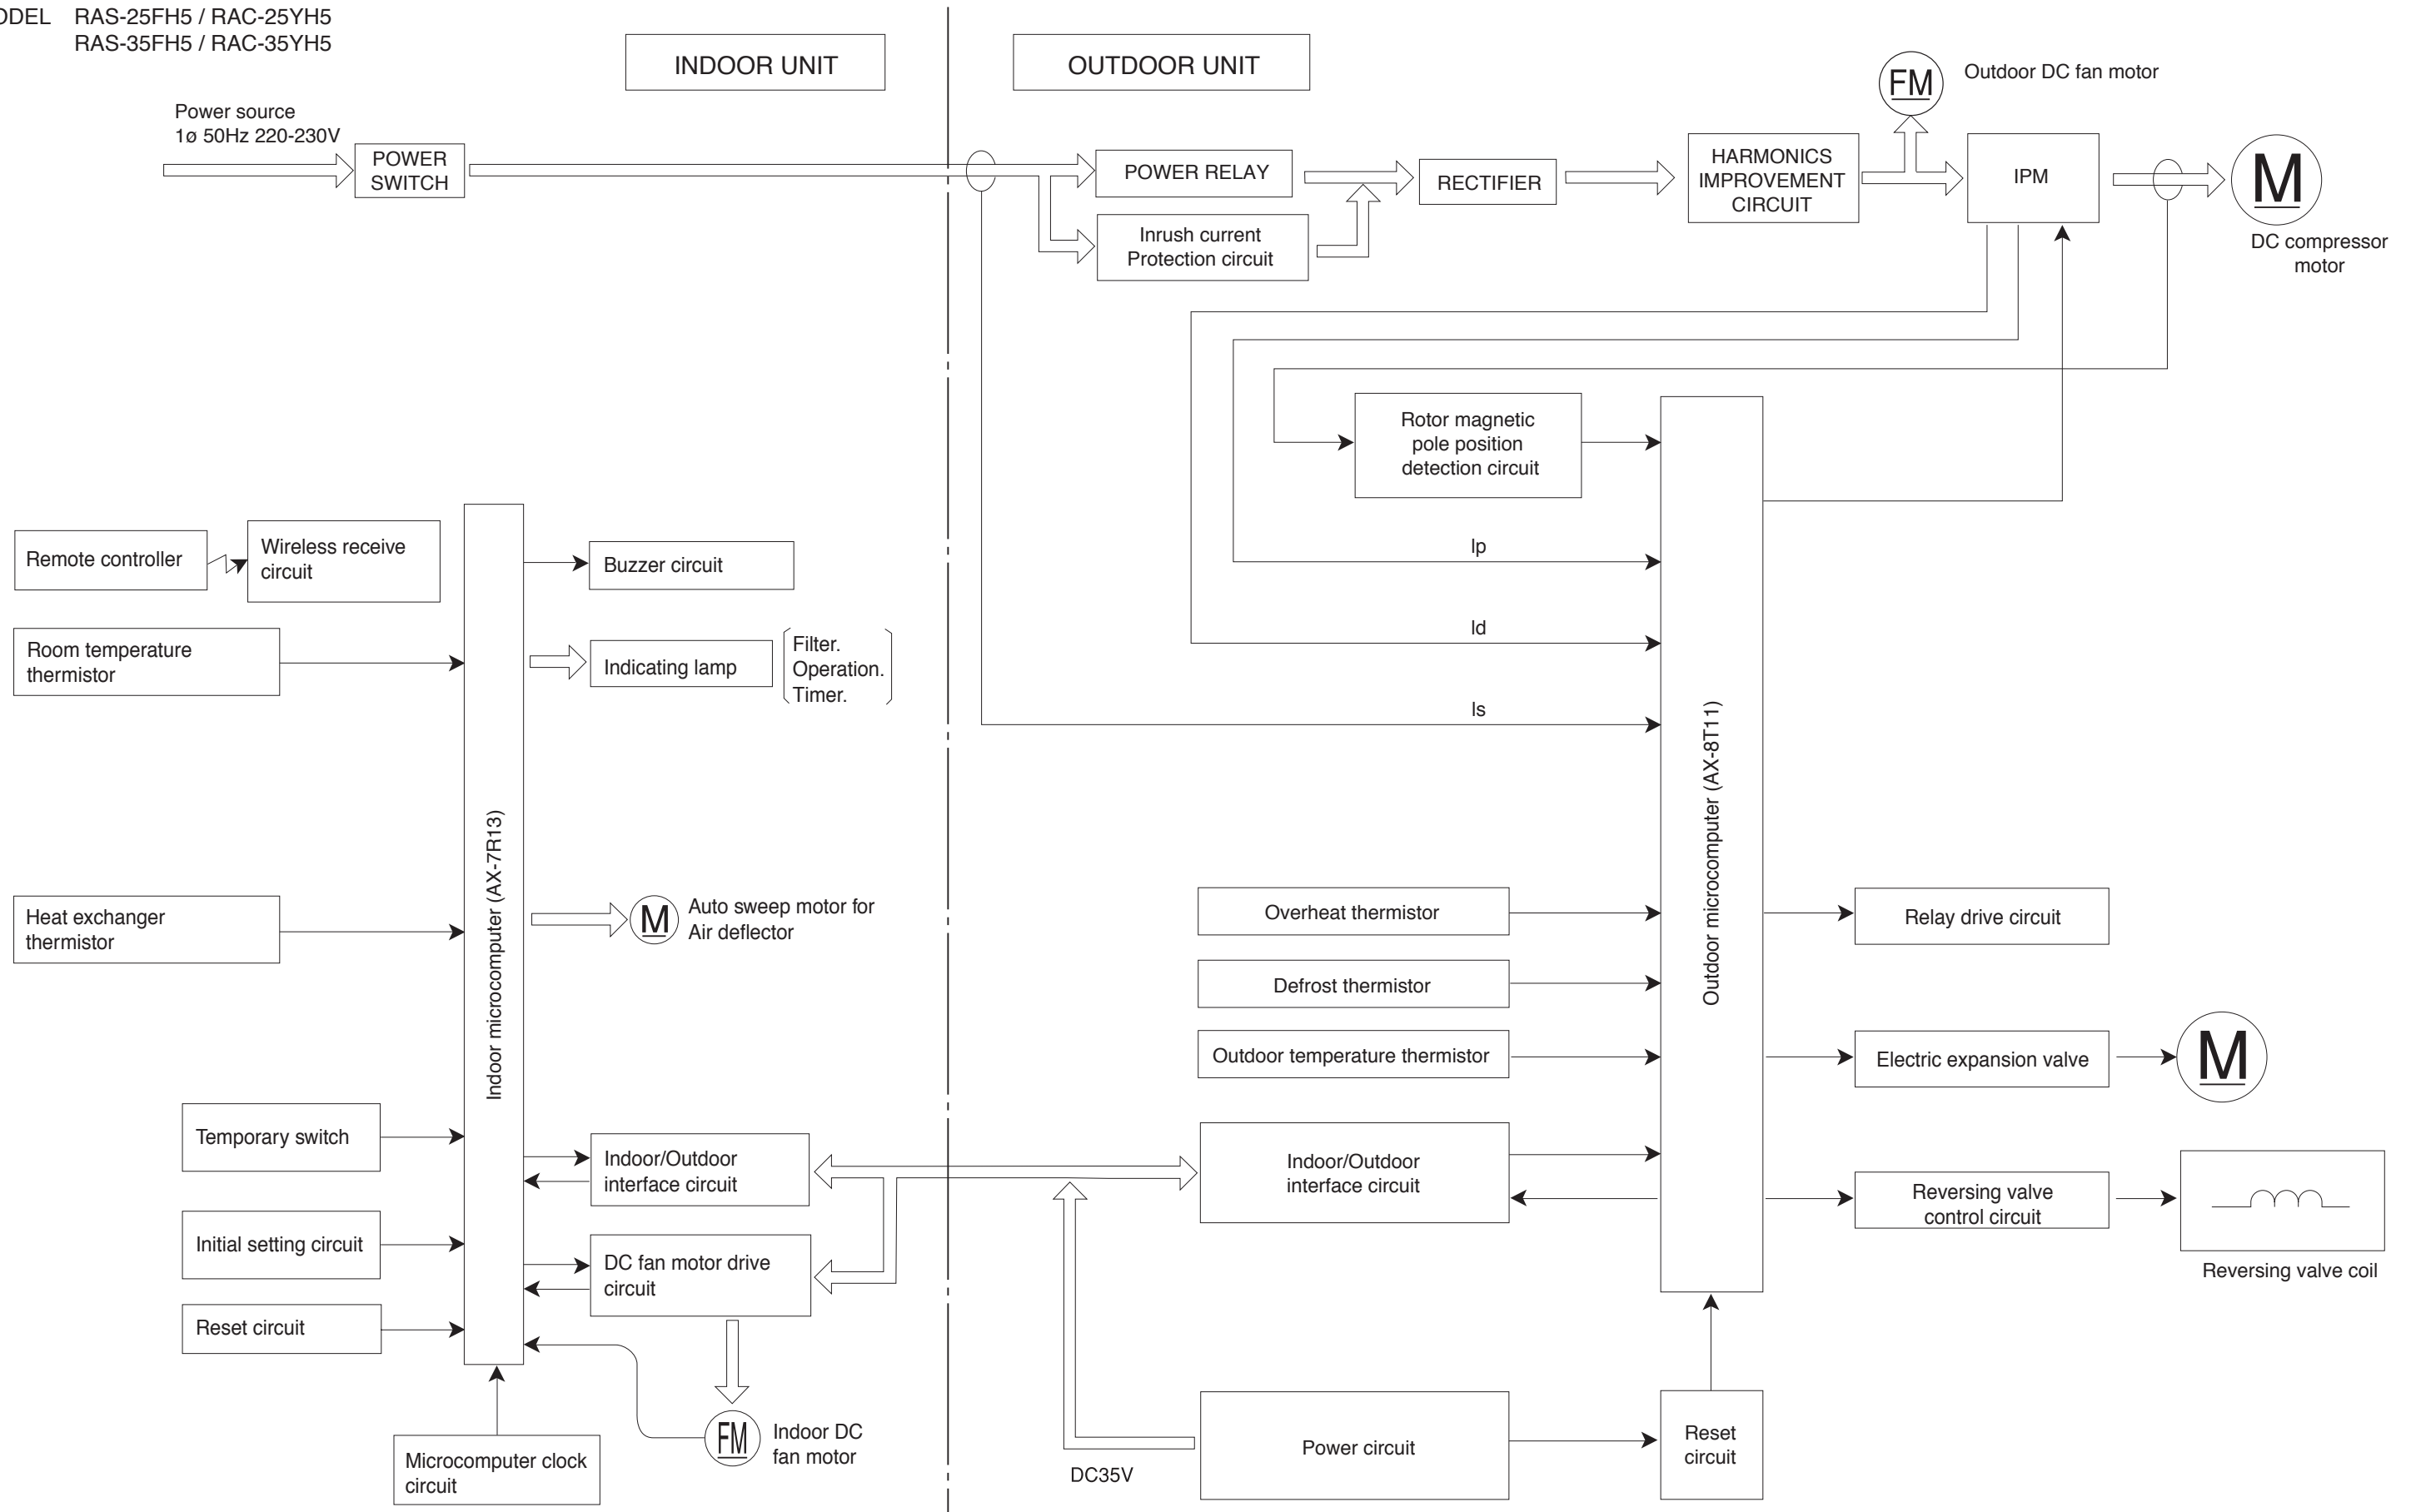 RAS-25FH5 / RAC-25YH5
RAS-35FH5 / RAC-35YH5
INDOOR UNIT
OUTDOOR UNIT
Power source
1ø 50Hz 220-230V
POWER
SWITCH
POWER RELAY
Inrush current
Protection circuit
RECTIFIER
HARMONICS
IMPROVEMENT
CIRCUIT
FM
Outdoor DC fan motor
IPM
M
DC compressor
motor
Rotor magnetic
pole position
detection circuit
Ip
Id
Is
Remote controller
Wireless receive
circuit
Room temperature
thermistor
Heat exchanger
thermistor
Temporary switch
Initial setting circuit
Reset circuit
Microcomputer clock
circuit
Indoor microcomputer (AX-7R13)
Buzzer circuit
Indicating lamp
Filter.
Operation.
Timer.
M
Auto sweep motor for
Air deflector
Indoor/Outdoor
interface circuit
DC fan motor drive
circuit
FM
Indoor DC
fan motor
Overheat thermistor
Defrost thermistor
Outdoor temperature thermistor
Indoor/Outdoor
interface circuit
Power circuit
DC35V
Outdoor microcomputer (AX-8T11)
Reset
circuit
Relay drive circuit
Electric expansion valve
M
Reversing valve
control circuit
Reversing valve coil